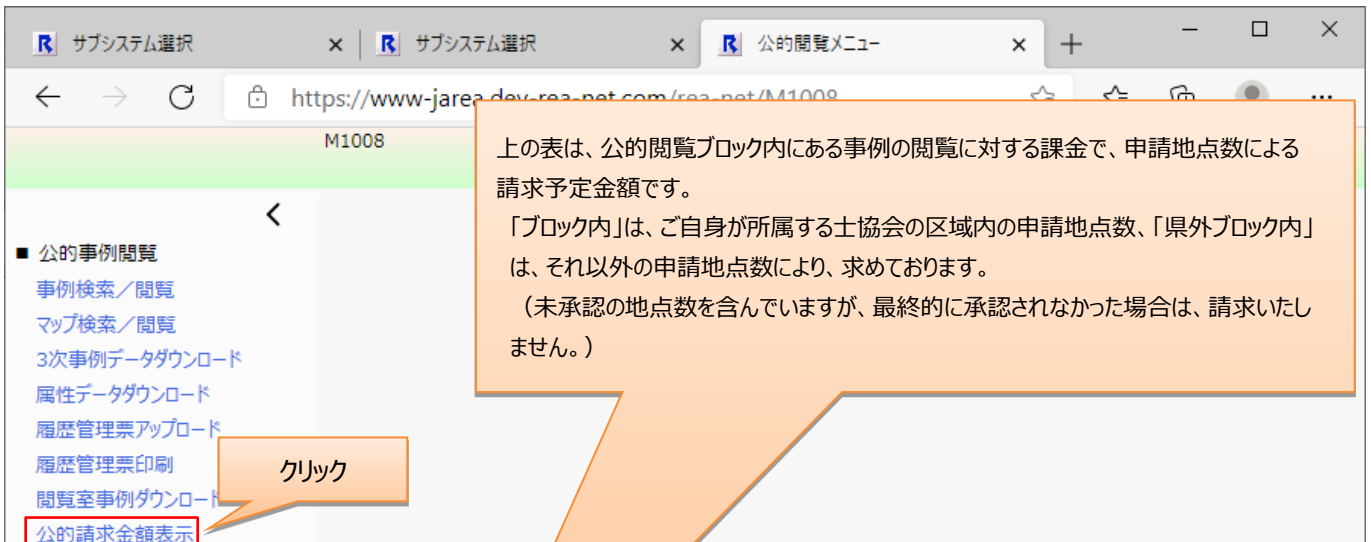 サブシステム選択
サブシステム選択
公的閲覧メニュー
https://www-jarea.dev-rea-net.com/rea-net/M1008
M1008
上の表は、公的閲覧ブロック内にある事例の閲覧に対する課金で、申請地点数による
請求予定金額です。
「ブロック内」は、ご自身が所属する士協会の区域内の申請地点数、「県外ブロック内」
は、それ以外の申請地点数により、求めております。
（未承認の地点数を含んでいますが、最終的に承認されなかった場合は、請求いたし
ません。）
■ 公的事例閲覧
事例検索／閲覧
マップ検索／閲覧
3次事例データダウンロード
属性データダウンロード
履歴管理票アップロード
履歴管理票印刷
クリック
閲覧室事例ダウンロード
公的請求金額表示